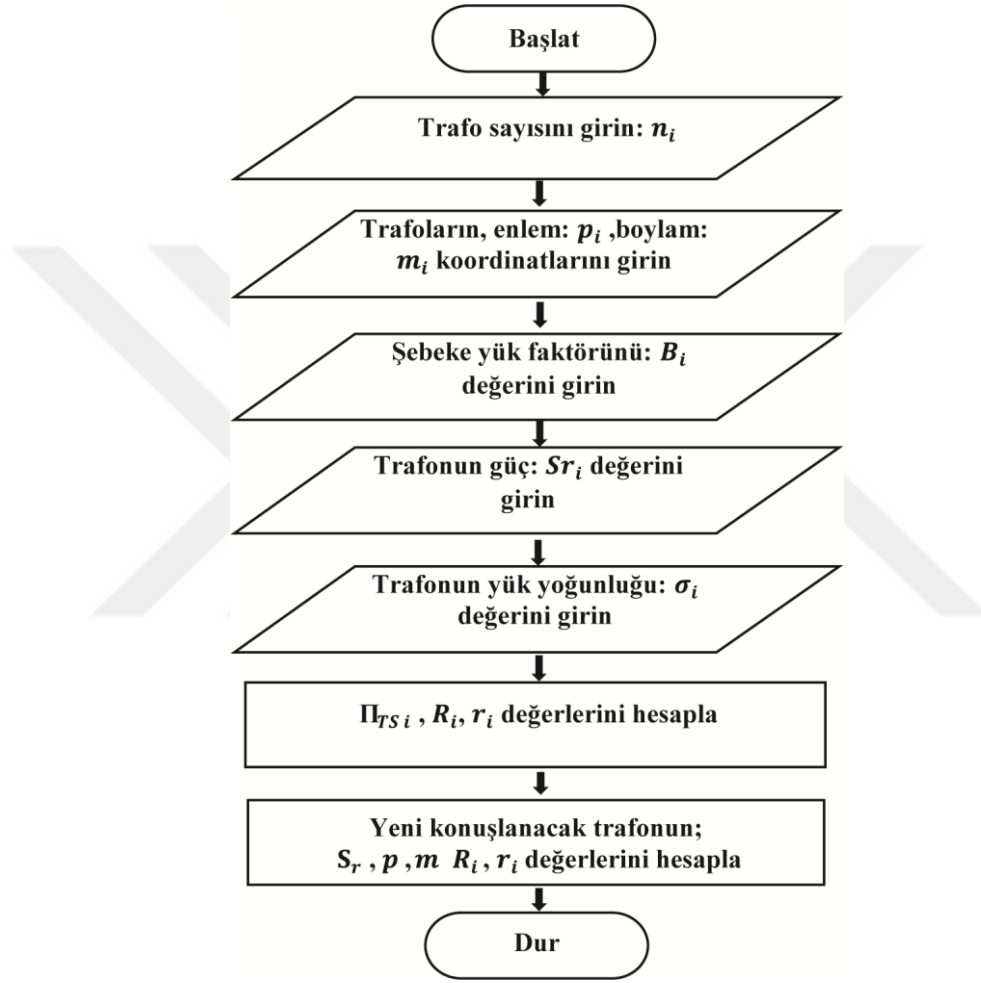 Başlat
Trafo sayısını girin: nᵢ
Trafoların, enlem: pᵢ ,boylam:
mᵢ koordinatlarını girin
Şebeke yük faktörünü: Bᵢ
değerini girin
Trafonun güç: Srᵢ değerini
girin
Trafonun yük yoğunluğu: σᵢ
değerini girin
Π_TS i , Rᵢ, rᵢ değerlerini hesapla
Yeni konuşlanacak trafonun;
Sᵣ , p ,m Rᵢ , rᵢ değerlerini hesapla
Dur